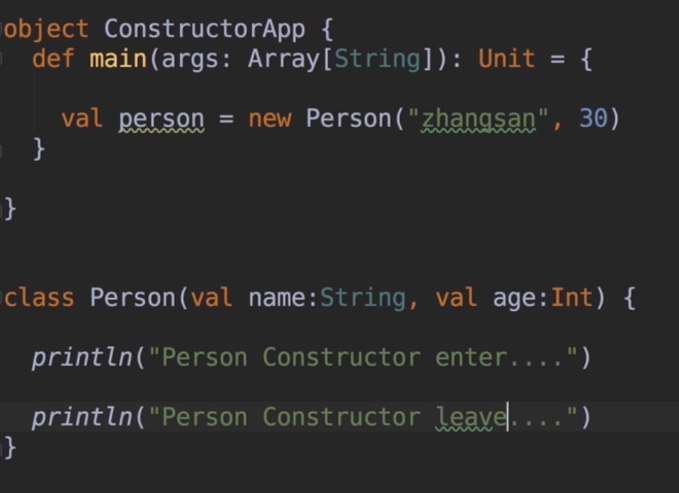 object ConstructorApp {
def main(args: Array[String]): Unit = {
val person = new Person("zhangsan", 30)
}
}
class Person(val name:String, val age:Int) {
println("Person Constructor enter....")
println("Person Constructor leave....")
}